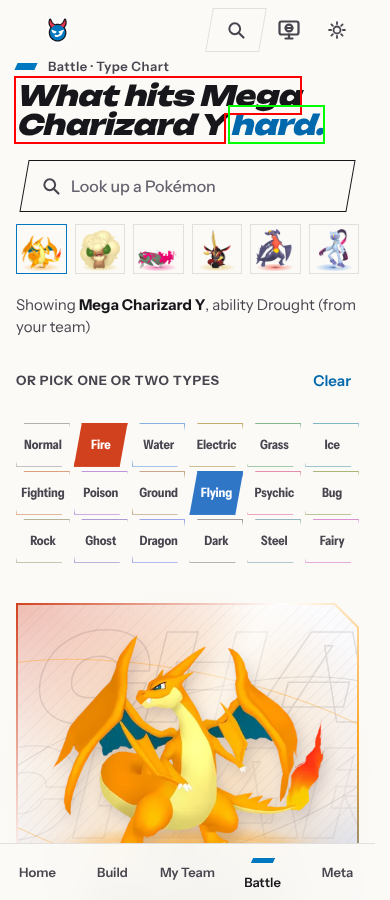 Battle · Type Chart
What hits Mega
Charizard Y hard.
Look up a Pokémon
Showing Mega Charizard Y, ability Drought (from
your team)
OR PICK ONE OR TWO TYPES Clear
Normal Fire Water Electric Grass Ice
Fighting Poison Ground Flying Psychic Bug
Rock Ghost Dragon Dark Steel Fairy
CHA
Home Build My Team Battle Meta